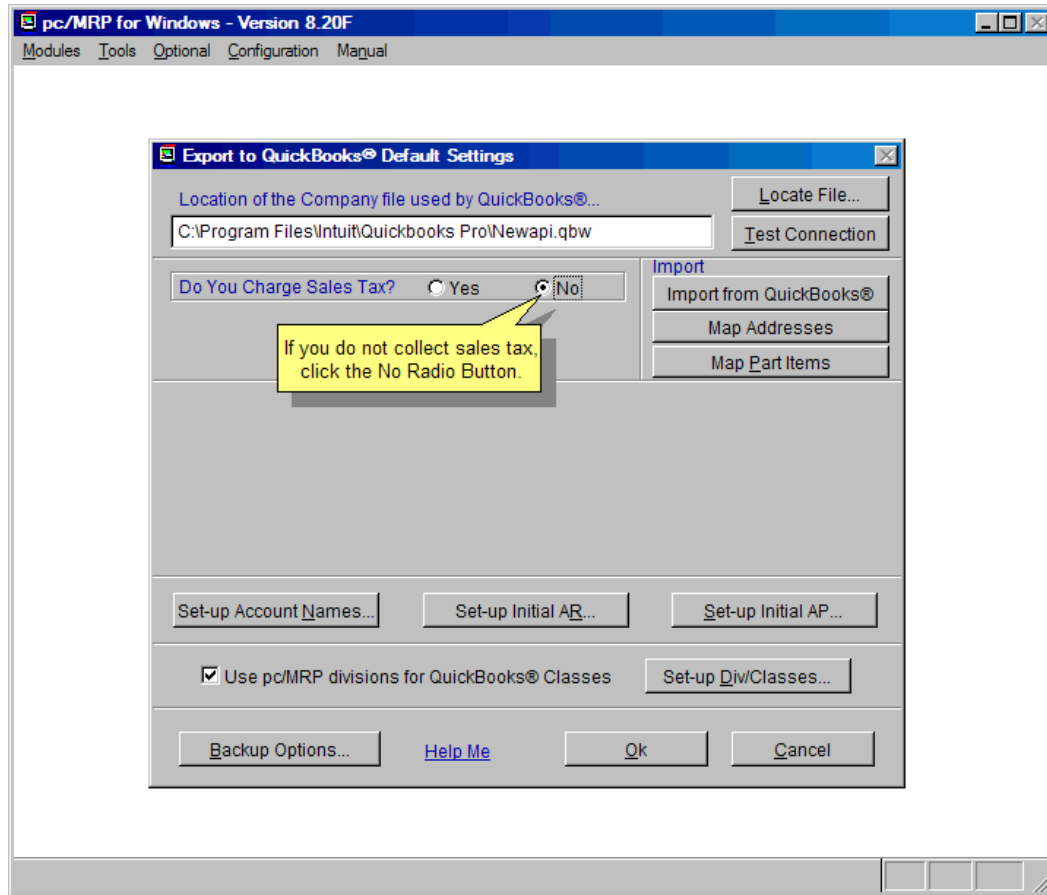 pc/MRP for Windows - Version 8.20F
Modules Tools Optional Configuration Manual
Export to QuickBooks® Default Settings
Location of the Company file used by QuickBooks®...
Locate File...
C:\Program Files\Intuit\Quickbooks Pro\Newapi.qbw
Test Connection
Do You Charge Sales Tax? Yes No
Import
Import from QuickBooks®
Map Addresses
Map Part Items
If you do not collect sales tax,
click the No Radio Button.
Set-up Account Names... Set-up Initial AR... Set-up Initial AP...
Use pc/MRP divisions for QuickBooks® Classes Set-up Div/Classes...
Backup Options... Help Me Ok Cancel